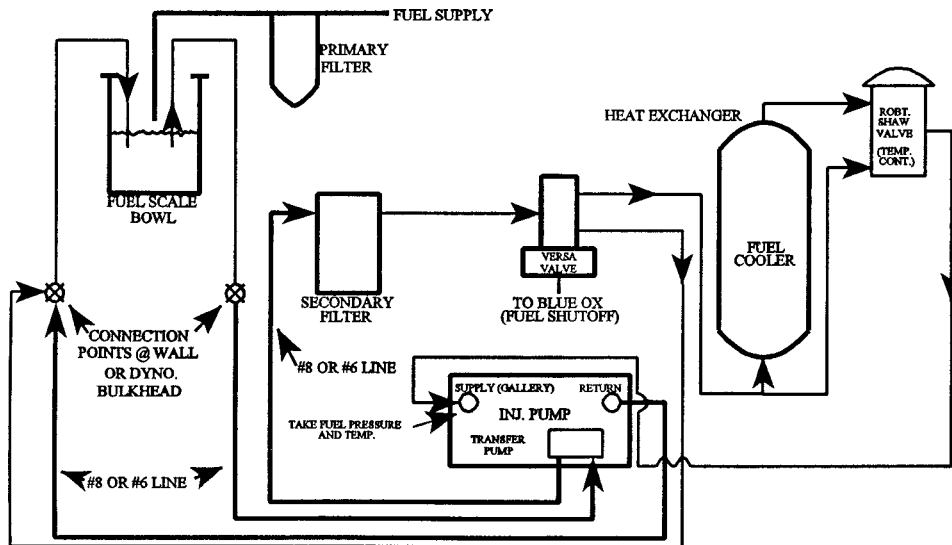 FUEL SUPPLY
PRIMARY
FILTER
FUEL SCALE
BOWL
HEAT EXCHANGER
ROBT.
SHAW
VALVE
(TEMP.
CONT.)
FUEL
COOLER
VERSA
VALVE
TO BLUE OX
(FUEL SHUTOFF)
SECONDARY
FILTER
CONNECTION
POINTS @ WALL
OR DYNO.
BULKHEAD
#8 OR #6 LINE
SUPPLY (GALLERY)
RETURN
INJ. PUMP
TAKE FUEL PRESSURE
AND TEMP.
TRANSFER
PUMP
#8 OR #6 LINE